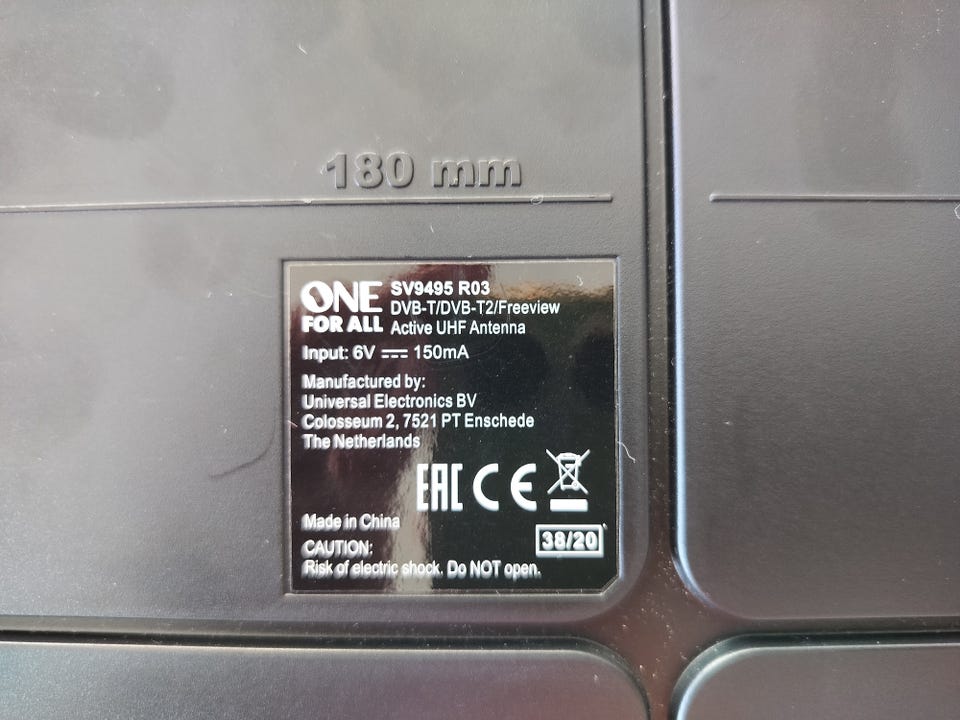 180 mm
ONE
FOR ALL
SV9495 R03
DVB-T/DVB-T2/Freeview
Active UHF Antenna
Input: 6V ⎓ 150mA
Manufactured by:
Universal Electronics BV
Colosseum 2, 7521 PT Enschede
The Netherlands
EAC CE
Made in China
38/20
CAUTION:
Risk of electric shock. Do NOT open.